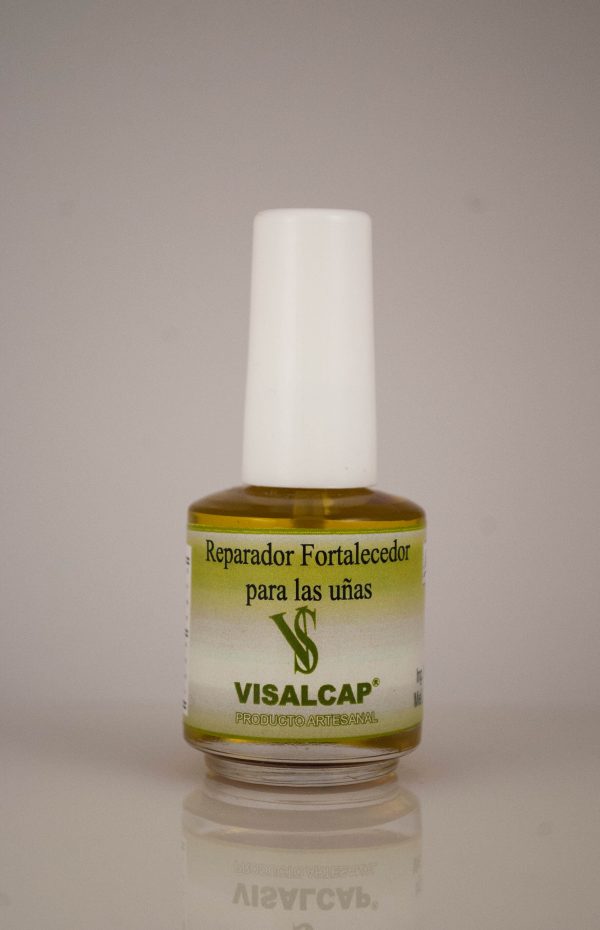 Reparador Fortalecedor
para las uñas
VS
VISALCAP®
PRODUCTO ARTESANAL